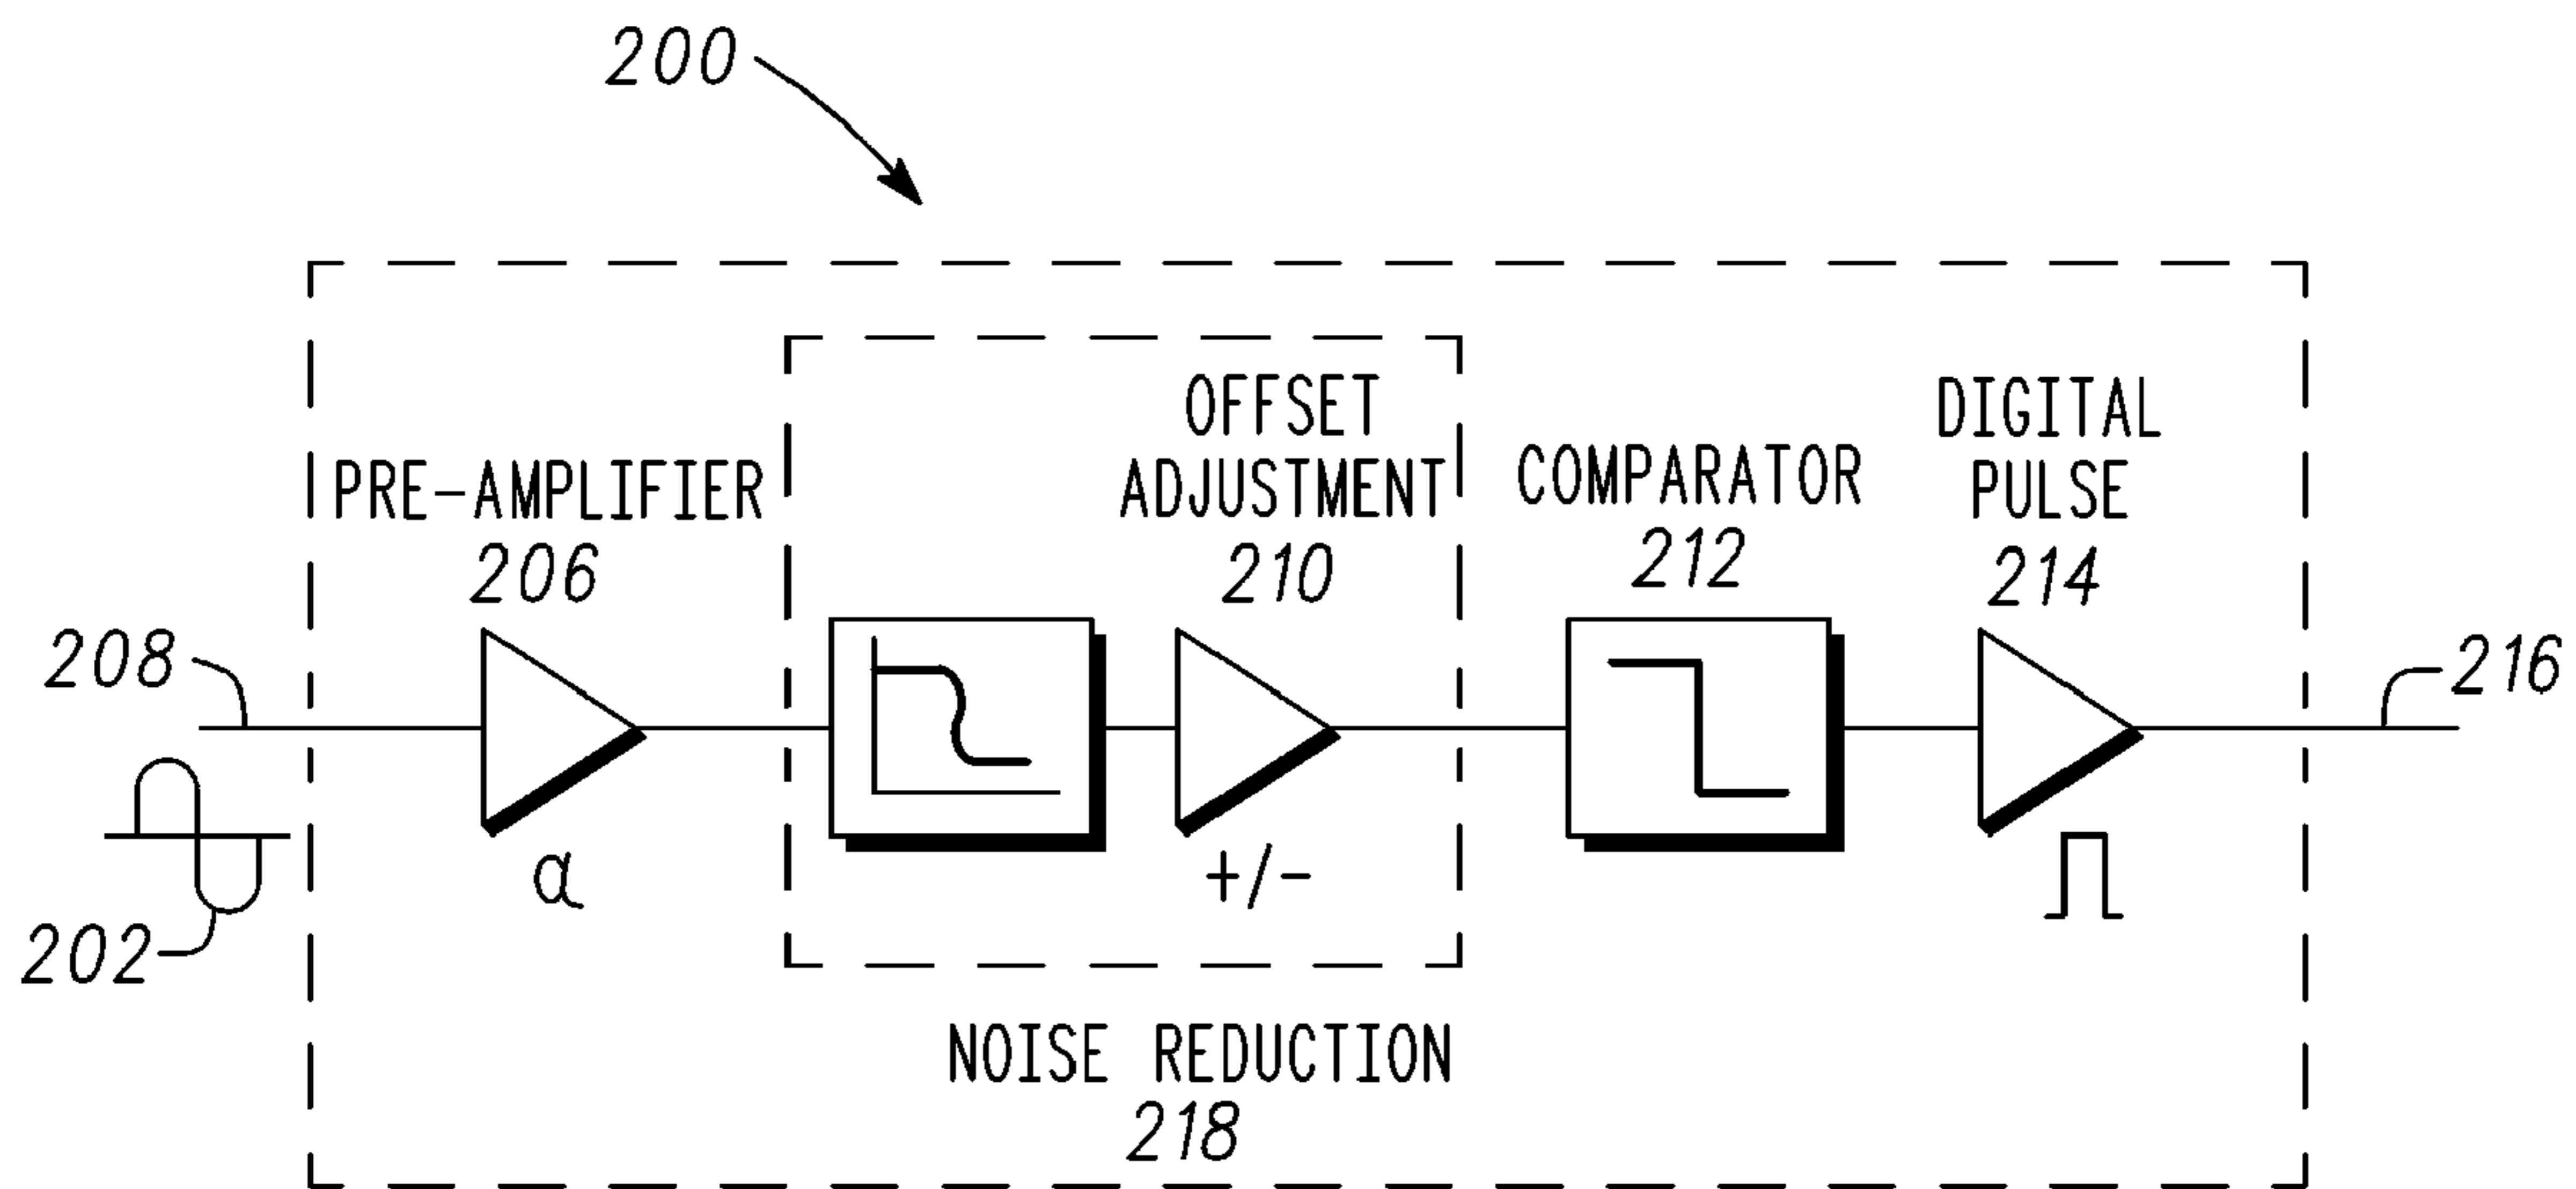 200
OFFSET
ADJUSTMENT
210
DIGITAL
PULSE
214
PRE-AMPLIFIER
206
COMPARATOR
212
208
216
202
α
+/-
NOISE REDUCTION
218